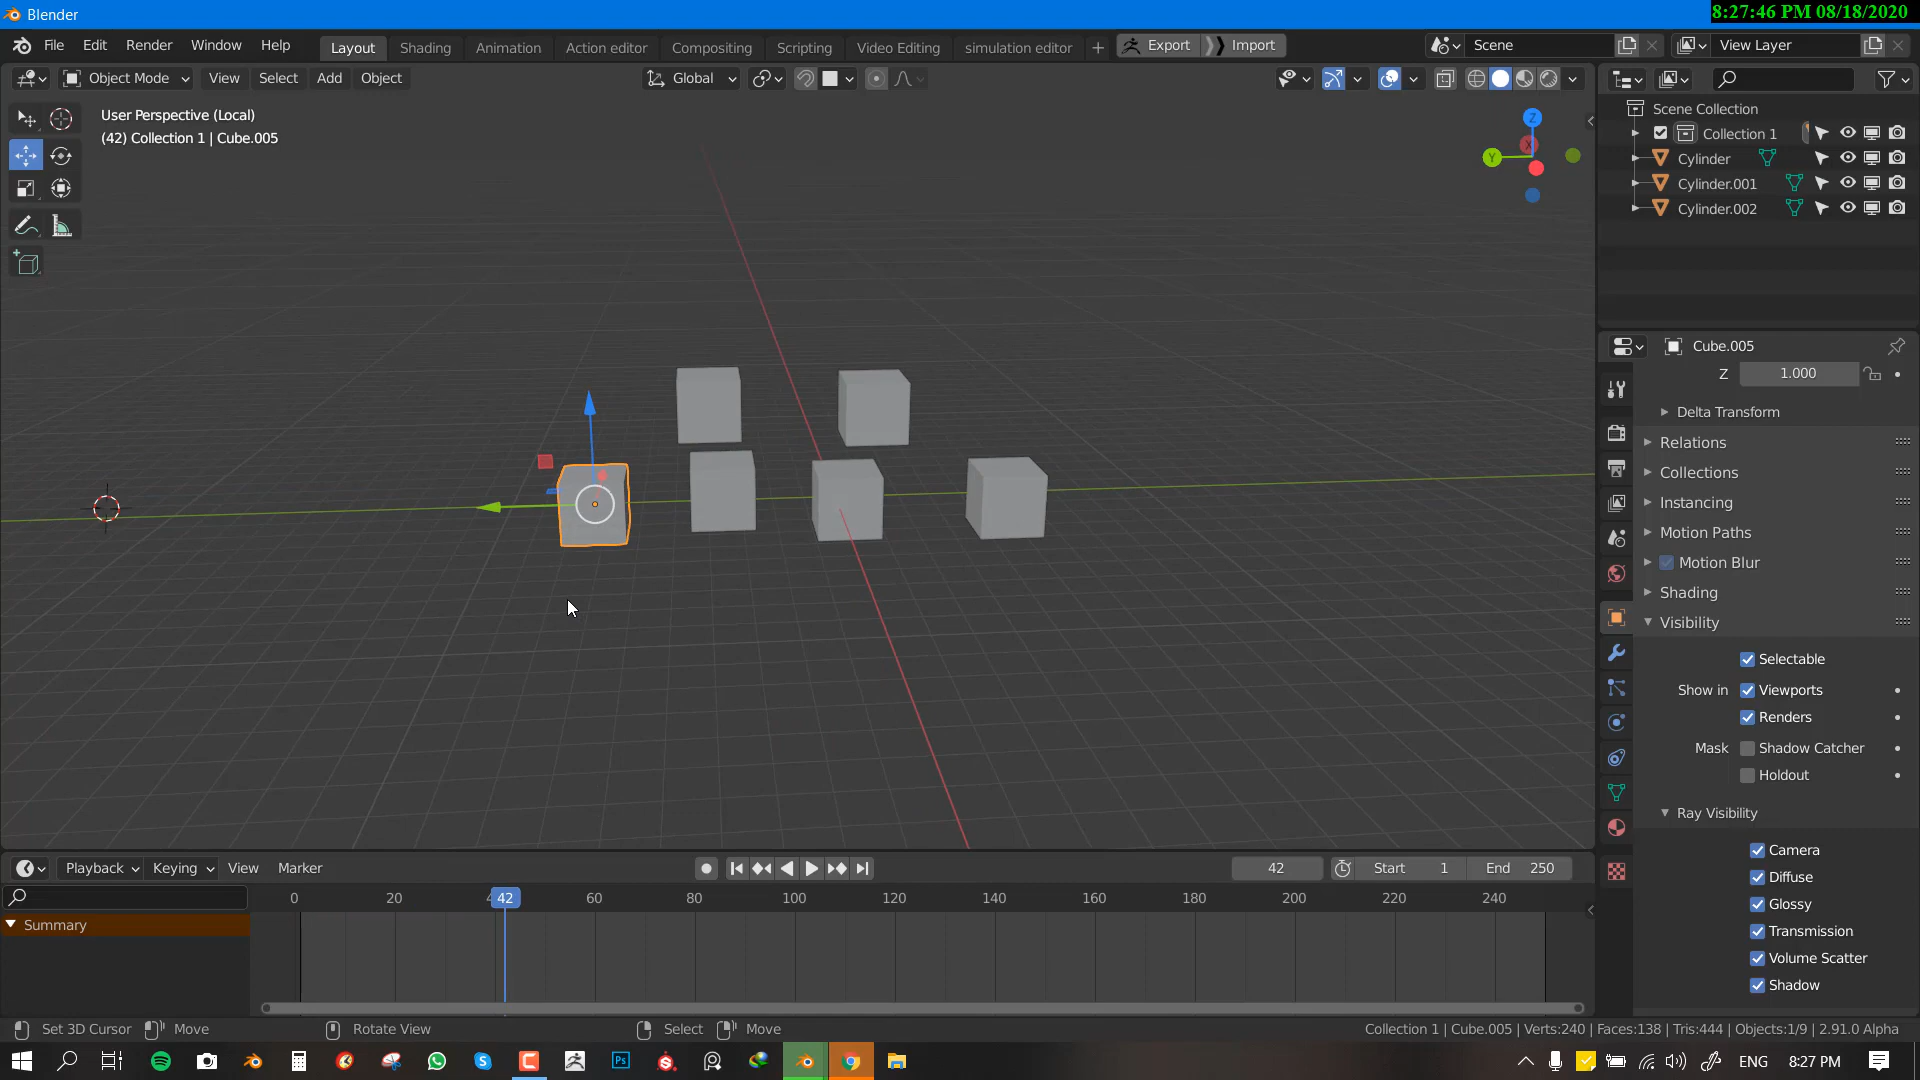 Blender
8:27:46 PM 08/18/2020
File Edit Render Window Help
Layout Shading Animation Action editor Compositing Scripting Video Editing simulation editor
Export Import
Scene
View Layer
Object Mode View Select Add Object
Global
User Perspective (Local)
(42) Collection 1 | Cube.005
Z
X
Y
Scene Collection
Collection 1
Cylinder
Cylinder.001
Cylinder.002
Cube.005
Z 1.000
Delta Transform
Relations
Collections
Instancing
Motion Paths
Motion Blur
Shading
Visibility
Selectable
Show in Viewports
Renders
Mask Shadow Catcher
Holdout
Ray Visibility
Camera
Diffuse
Glossy
Transmission
Volume Scatter
Shadow
Playback Keying View Marker
42 Start 1 End 250
0 20 42 60 80 100 120 140 160 180 200 220 240
Summary
Set 3D Cursor Move Rotate View Select Move
Collection 1 | Cube.005 | Verts:240 | Faces:138 | Tris:444 | Objects:1/9 | 2.91.0 Alpha
Ps
ENG 8:27 PM